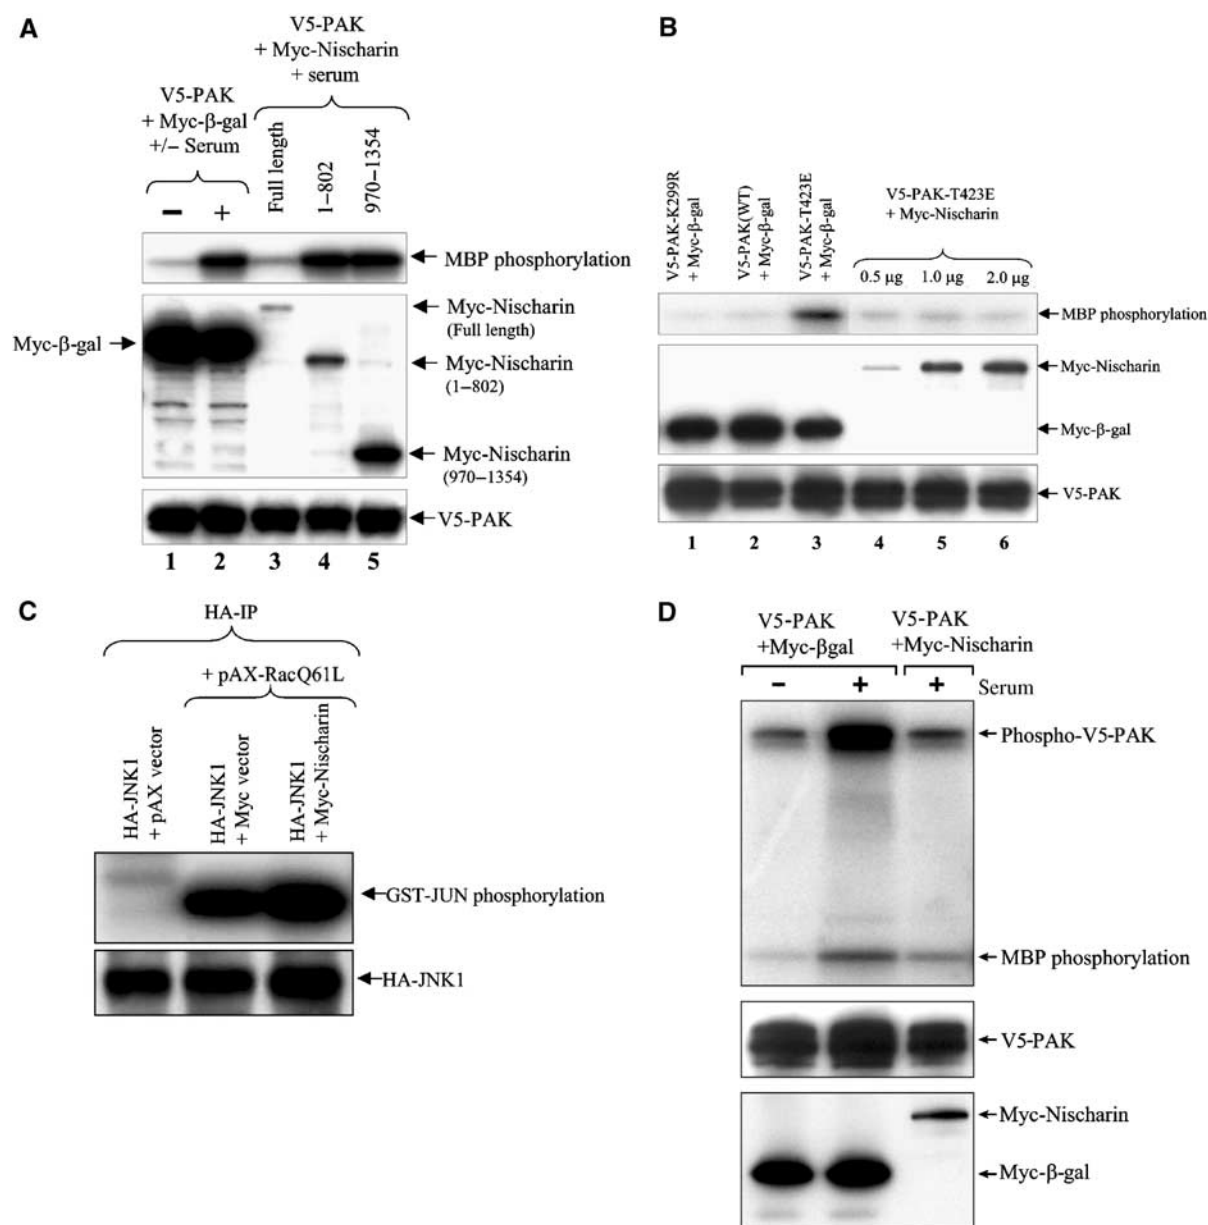 A
V5-PAK
+ Myc-Nischarin
+ serum
V5-PAK
+ Myc-β-gal
+/− Serum
Full length
1−802
970−1354
− +
MBP phosphorylation
Myc-β-gal
Myc-Nischarin
(Full length)
Myc-Nischarin
(1−802)
Myc-Nischarin
(970−1354)
V5-PAK
1 2 3 4 5
B
V5-PAK-K299R
+ Myc-β-gal
V5-PAK(WT)
+ Myc-β-gal
V5-PAK-T423E
+ Myc-β-gal
V5-PAK-T423E
+ Myc-Nischarin
0.5 µg 1.0 µg 2.0 µg
MBP phosphorylation
Myc-Nischarin
Myc-β-gal
V5-PAK
1 2 3 4 5 6
C
HA-IP
+ pAX-RacQ61L
HA-JNK1
+ pAX vector
HA-JNK1
+ Myc vector
HA-JNK1
+ Myc-Nischarin
GST-JUN phosphorylation
HA-JNK1
D
V5-PAK
+Myc-βgal
V5-PAK
+Myc-Nischarin
− + + Serum
Phospho-V5-PAK
MBP phosphorylation
V5-PAK
Myc-Nischarin
Myc-β-gal